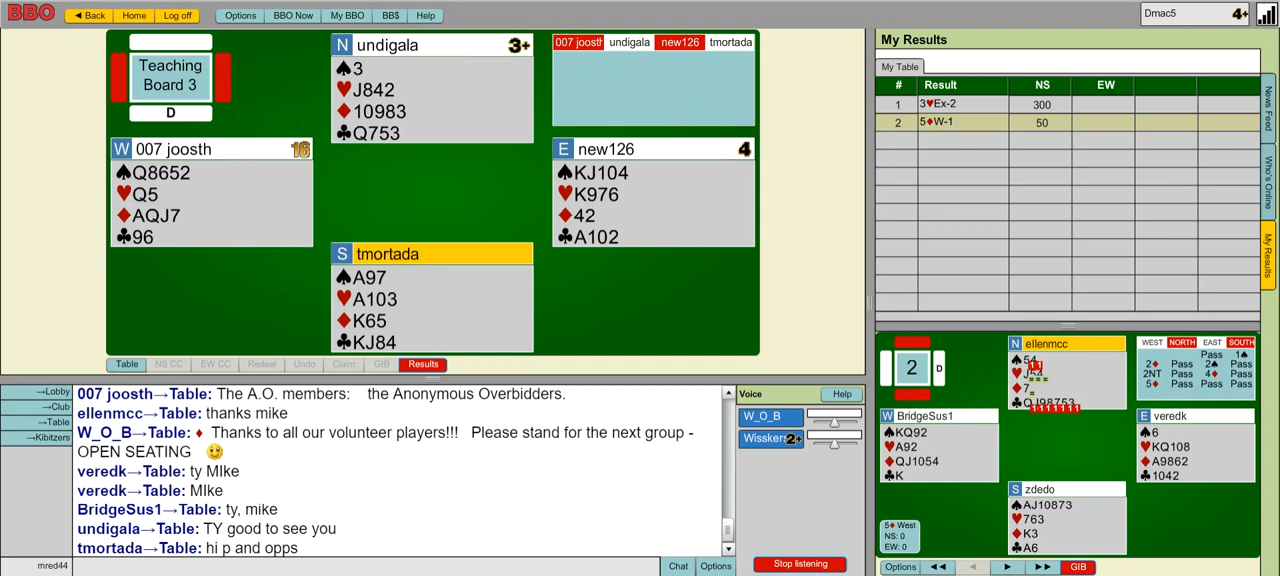 BBO
◄ Back
Home
Log off
Options
BBO Now
My BBO
BB$
Help
Dmac5
4+
Teaching
Board 3
D
N undigala 3+
♠3
♥J842
♦10983
♣Q753
007 joosth undigala new126 tmortada
W 007 joosth 16
♠Q8652
♥Q5
♦AQJ7
♣96
E new126 4
♠KJ104
♥K976
♦42
♣A102
S tmortada
♠A97
♥A103
♦K65
♣KJ84
Table
NS CC
EW CC
Redeal
Undo
Claim
GIB
Results
→Lobby
→Club
→Table
→Kibitzers
007 joosth→Table: The A.O. members: the Anonymous Overbidders.
ellenmcc→Table: thanks mike
W_O_B→Table: ♦ Thanks to all our volunteer players!!! Please stand for the next group -
OPEN SEATING
veredk→Table: ty MIke
veredk→Table: MIke
BridgeSus1→Table: ty, mike
undigala→Table: TY good to see you
tmortada→Table: hi p and opps
mred44
Chat
Options
Voice
Help
W_O_B
Wissker 2+
Stop listening
My Results
My Table
# Result NS EW
1 3♥Ex-2 300
2 5♦W-1 50
News Feed
Who's Online
My Results
2
D
N ellenmcc
♠54
♦7
♣QJ98753
WEST NORTH EAST SOUTH
Pass 1♠
2♦ Pass 2♠ Pass
2NT Pass 4♦ Pass
5♦ Pass Pass Pass
W BridgeSus1
♠KQ92
♥A92
♦QJ1054
♣K
E veredk
♠6
♥KQ108
♦A9862
♣1042
S zdedo
♠AJ10873
♥763
♦K3
♣A6
5♦ West
NS: 0
EW: 0
Options
GIB